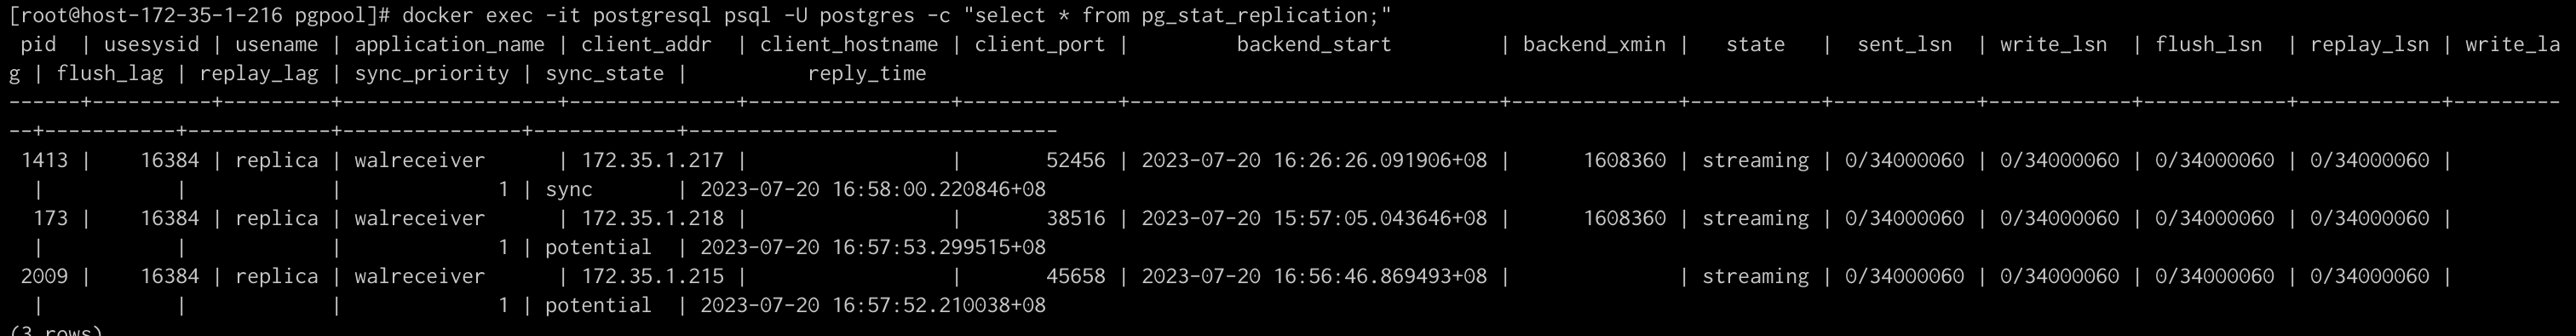 [root@host-172-35-1-216 pgpool]# docker exec -it postgresql psql -U postgres -c "select * from pg_stat_replication;"
 pid  | usesysid | usename | application_name | client_addr  | client_hostname | client_port |         backend_start         | backend_xmin |   state   |  sent_lsn  | write_lsn  | flush_lsn  | replay_lsn | write_la
g | flush_lag | replay_lag | sync_priority | sync_state |          reply_time
------+----------+---------+------------------+--------------+-----------------+-------------+-------------------------------+--------------+-----------+------------+------------+------------+------------+---------
--+-----------+------------+---------------+------------+-------------------------------
 1413 |    16384 | replica | walreceiver      | 172.35.1.217 |                 |       52456 | 2023-07-20 16:26:26.091906+08 |      1608360 | streaming | 0/34000060 | 0/34000060 | 0/34000060 | 0/34000060 |
  |           |            |             1 | sync       | 2023-07-20 16:58:00.220846+08
  173 |    16384 | replica | walreceiver      | 172.35.1.218 |                 |       38516 | 2023-07-20 15:57:05.043646+08 |      1608360 | streaming | 0/34000060 | 0/34000060 | 0/34000060 | 0/34000060 |
  |           |            |             1 | potential  | 2023-07-20 16:57:53.299515+08
 2009 |    16384 | replica | walreceiver      | 172.35.1.215 |                 |       45658 | 2023-07-20 16:56:46.869493+08 |              | streaming | 0/34000060 | 0/34000060 | 0/34000060 | 0/34000060 |
  |           |            |             1 | potential  | 2023-07-20 16:57:52.210038+08
(3 rows)